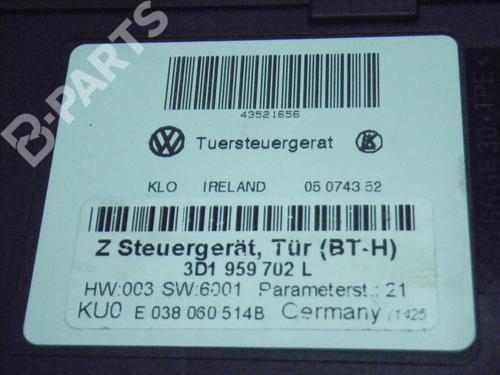 B-PARTS
43521656
Tuersteuergerat
KLO IRELAND 05 0743 52
Z Steuergerät, Tür (BT-H)
3D1 959 702 L
HW:003 SW:6001 Parameterst.: 21
KU0 E 038 060 514B Germany (1425